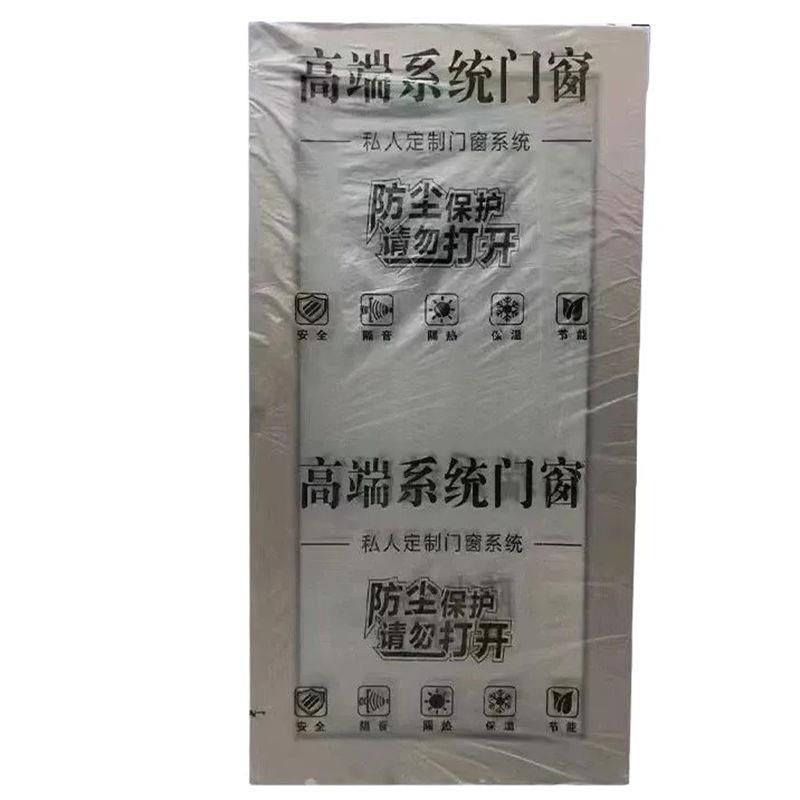 高端系统门窗
私人定制门窗系统
防尘保护
请勿打开
安全 隔音 隔热 保温 节能
高端系统门窗
私人定制门窗系统
防尘保护
请勿打开
安全 隔音 隔热 保温 节能